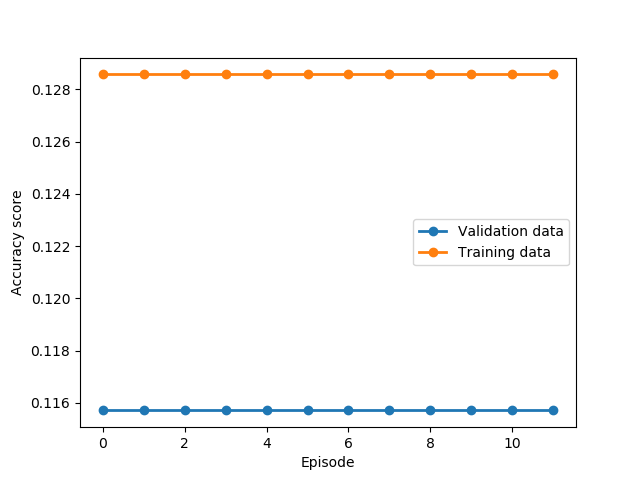 0.128
0.126
0.124
0.122
0.120
0.118
0.116
Accuracy score
Validation data
Training data
0 2 4 6 8 10
Episode